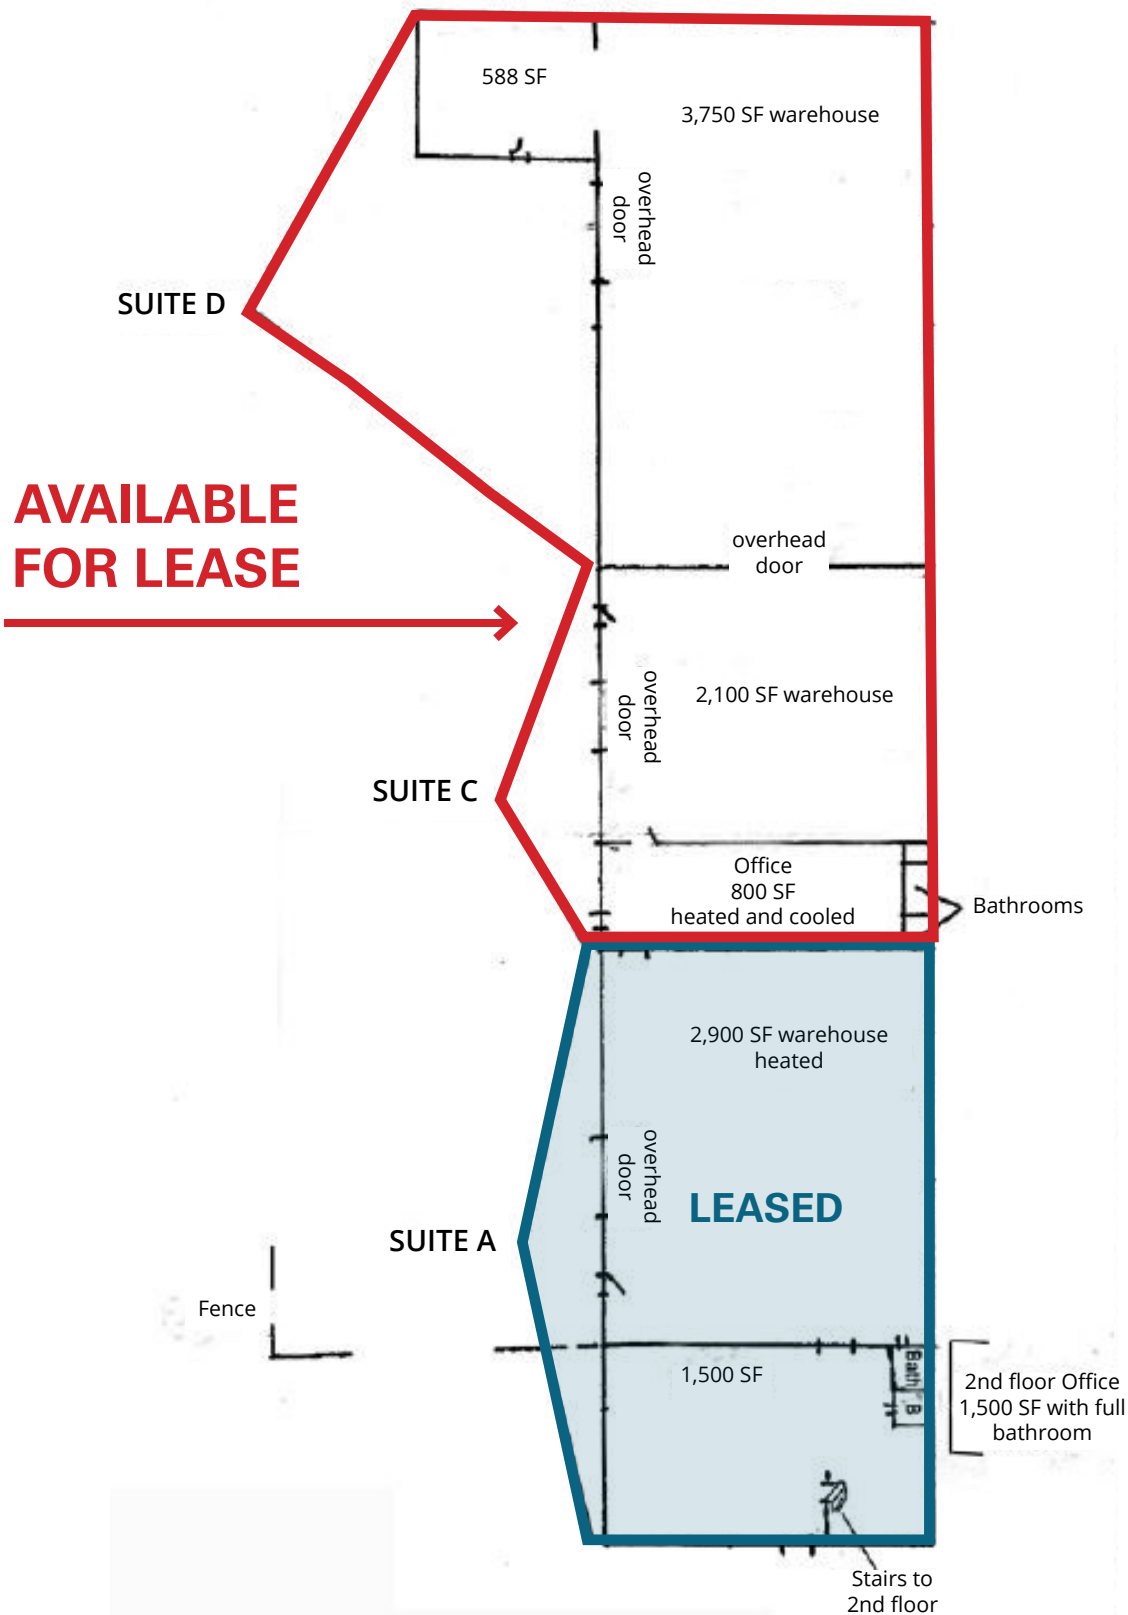 588 SF
3,750 SF warehouse
overhead
door
SUITE D
AVAILABLE
FOR LEASE
overhead
door
overhead
door
2,100 SF warehouse
SUITE C
Office
800 SF
heated and cooled
Bathrooms
2,900 SF warehouse
heated
overhead
door
LEASED
SUITE A
Fence
1,500 SF
Bath
B
2nd floor Office
1,500 SF with full
bathroom
Stairs to
2nd floor